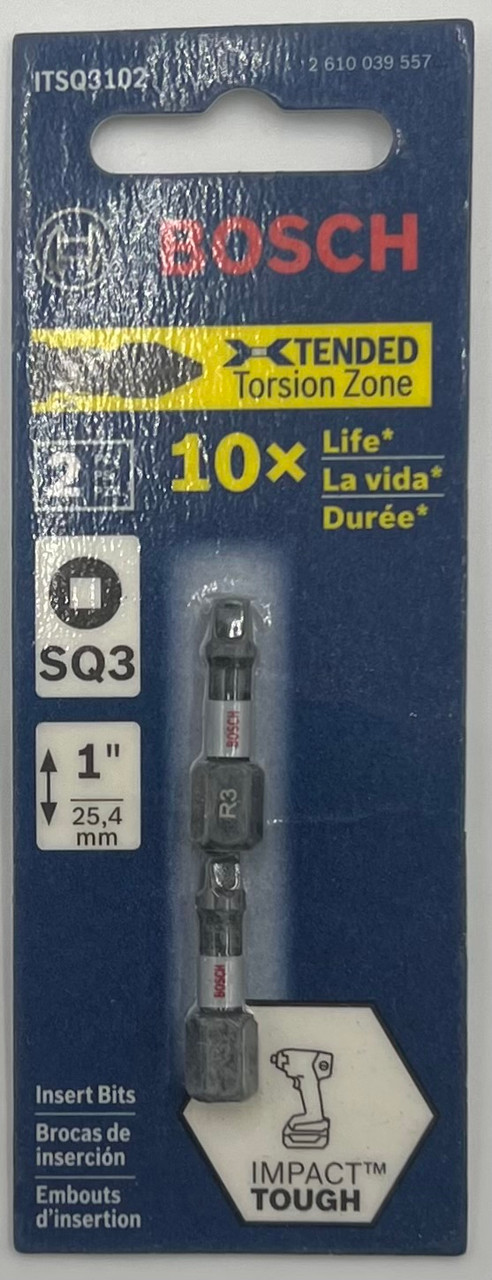 ITSQ3102
2 610 039 557
BOSCH
XTENDED
Torsion Zone
2
10x
Life*
La vida*
Durée*
SQ3
1"
25,4
mm
BOSCH
R3
BOSCH
Insert Bits
Brocas de
inserción
Embouts
d'insertion
IMPACT™
TOUGH